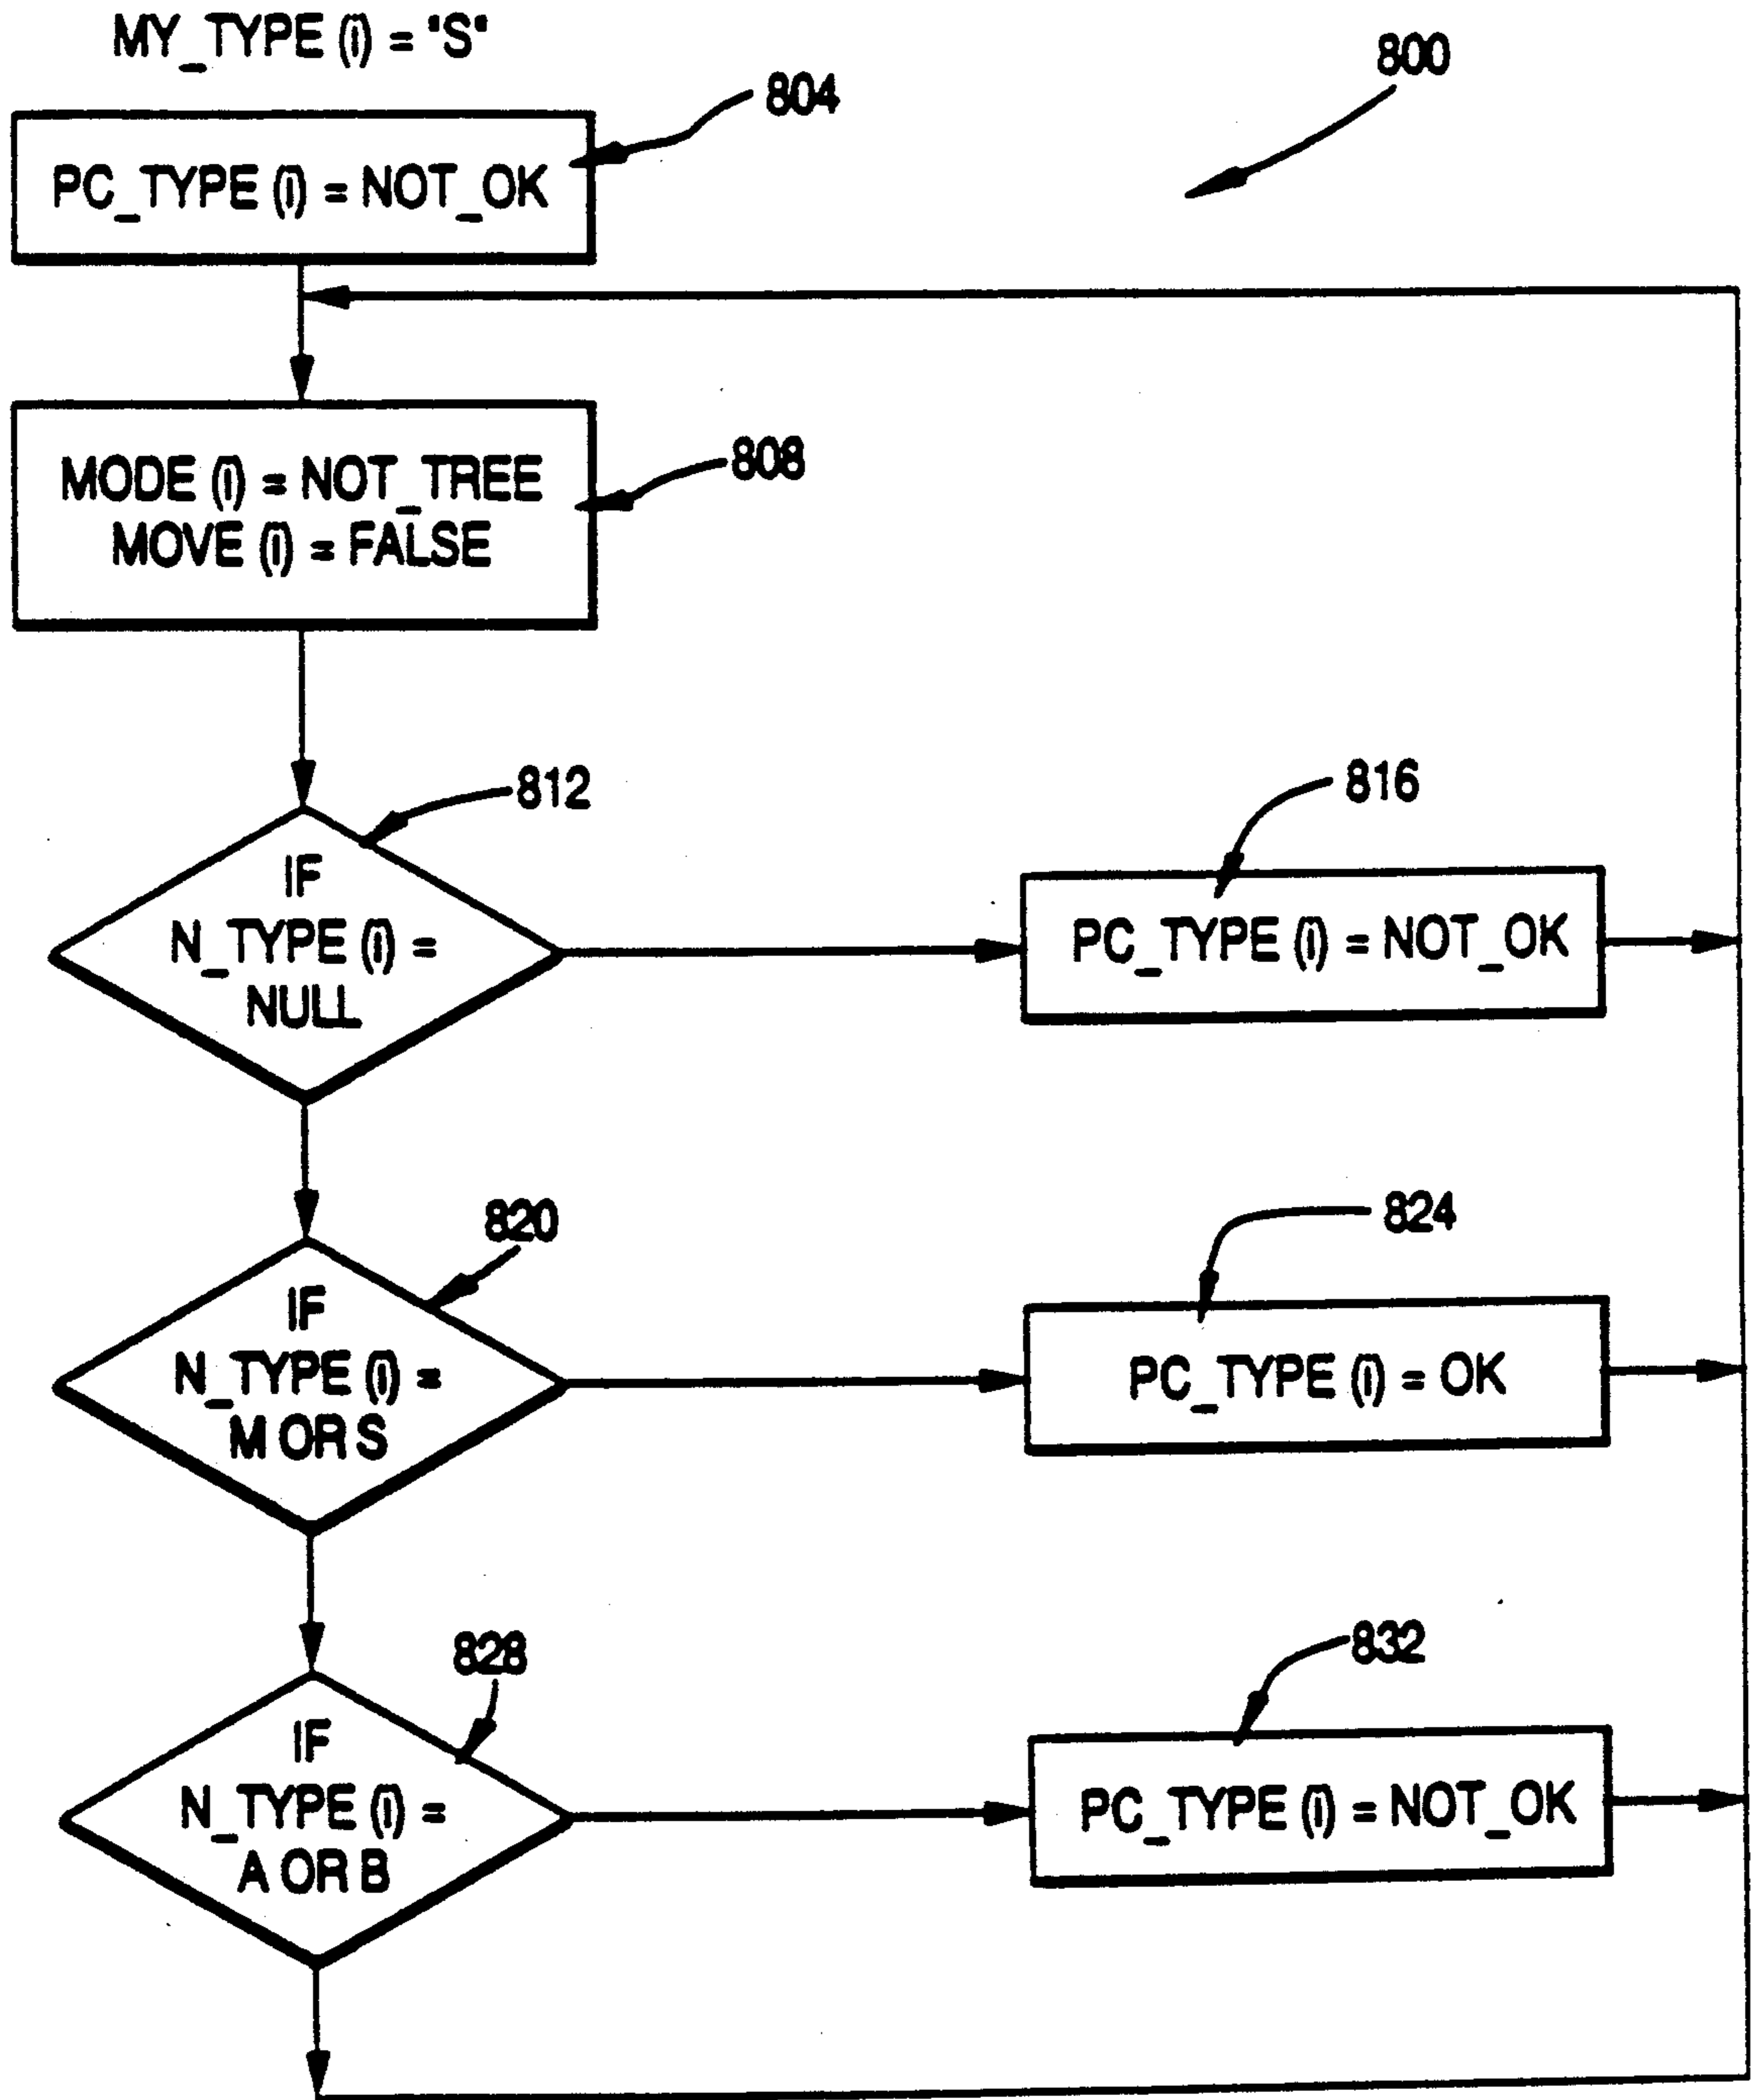 MY_TYPE (i) = "S"
800
804
PC_TYPE (i) = NOT_OK
MODE (i) = NOT_TREE
MOVE (i) = FALSE
808
812
IF
N_TYPE (i) =
NULL
816
PC_TYPE (i) = NOT_OK
820
IF
N_TYPE (i) =
M OR S
824
PC_TYPE (i) = OK
828
IF
N_TYPE (i) =
A OR B
832
PC_TYPE (i) = NOT_OK